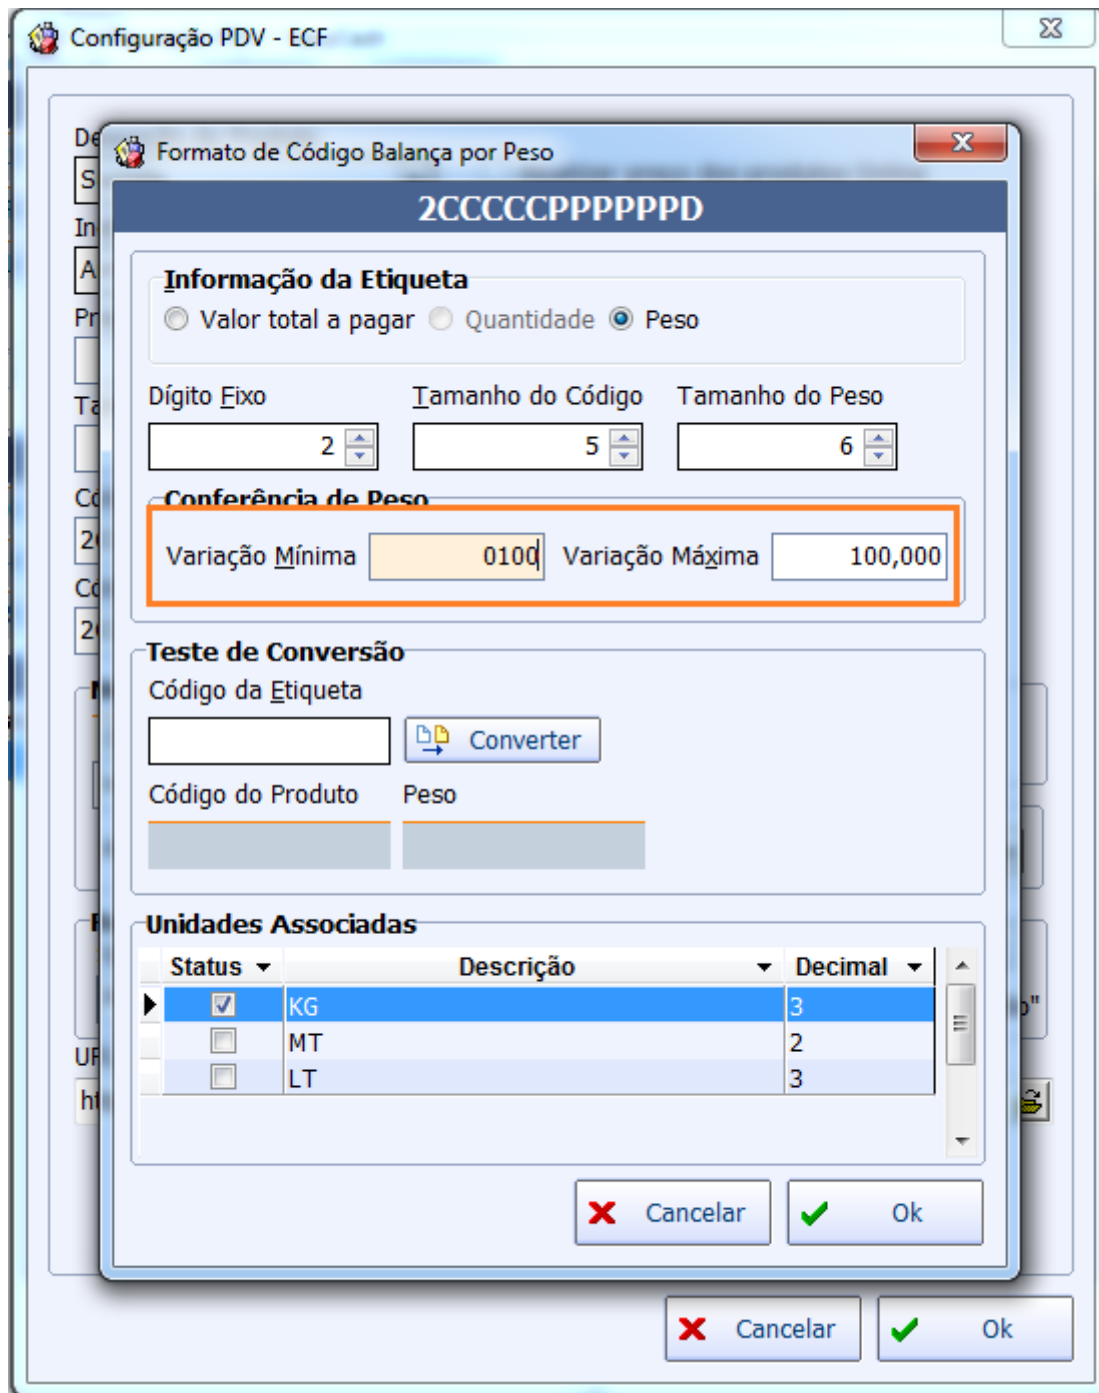 Configuração PDV - ECF
Formato de Código Balança por Peso
2CCCCCPPPPPPD
Informação da Etiqueta
Valor total a pagar Quantidade Peso
Dígito Fixo Tamanho do Código Tamanho do Peso
2 5 6
Conferência de Peso
Variação Mínima 0100 Variação Máxima 100,000
Teste de Conversão
Código da Etiqueta
Converter
Código do Produto Peso
Unidades Associadas
Status Descrição Decimal
KG 3
MT 2
LT 3
Cancelar Ok
Cancelar Ok